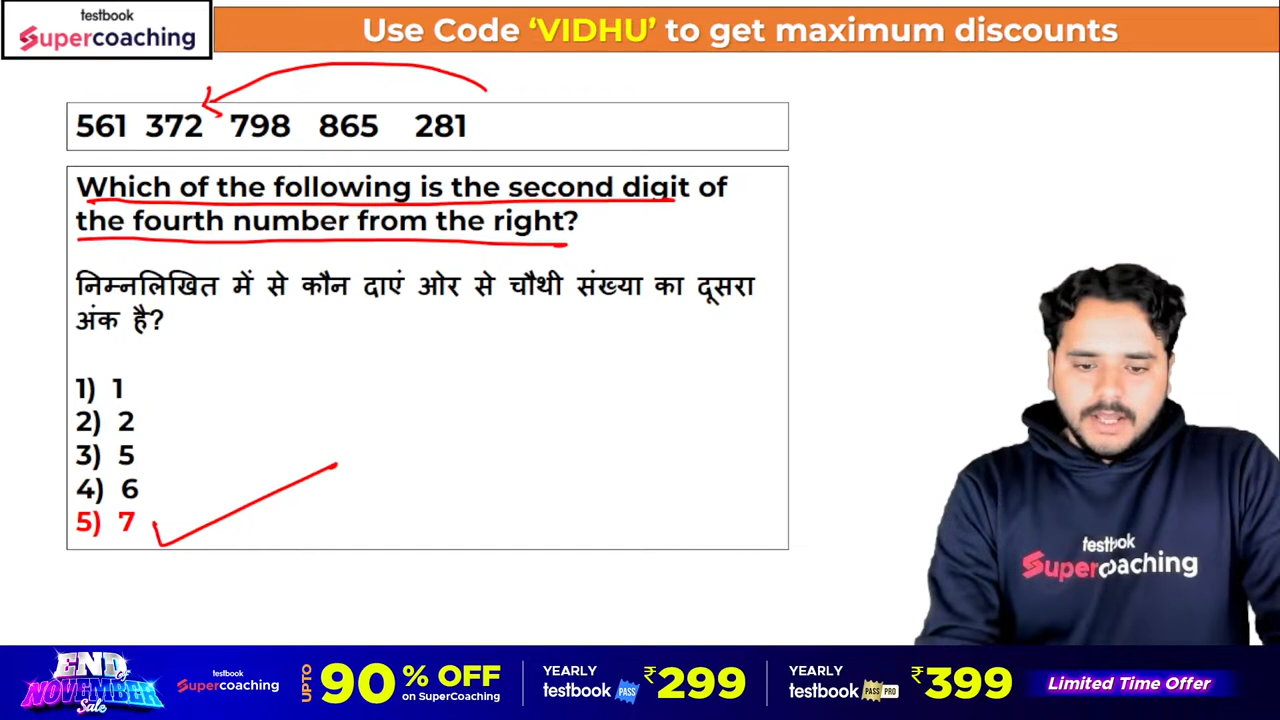 testbook
Supercoaching
Use Code ‘VIDHU’ to get maximum discounts
561 372 798 865 281
Which of the following is the second digit of
the fourth number from the right?
निम्नलिखित में से कौन दाएं ओर से चौथी संख्या का दूसरा
अंक है?
1) 1
2) 2
3) 5
4) 6
5) 7
testbook
Supercoaching
END OF
NOVEMBER
Sale
testbook
Supercoaching
UPTO 90% OFF
on SuperCoaching
YEARLY
testbook PASS
₹299
YEARLY
testbook PASS PRO
₹399
Limited Time Offer